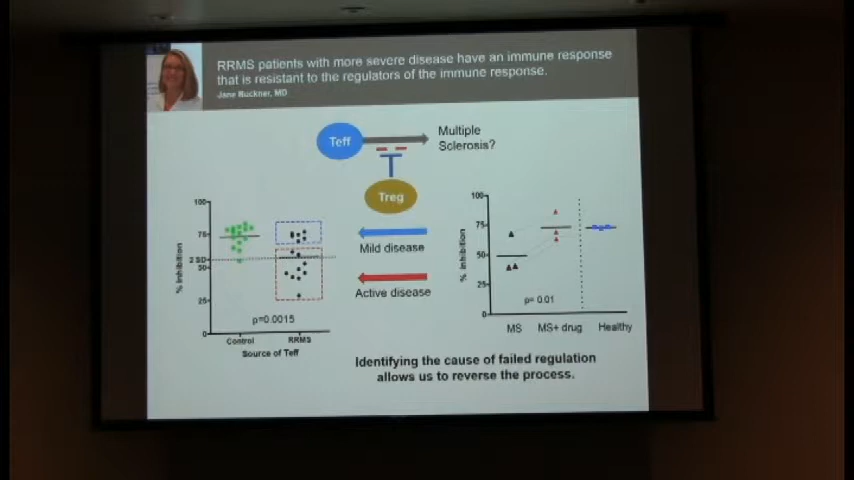 RRMS patients with more severe disease have an immune response
that is resistant to the regulators of the immune response.
Jane Buckner, MD
Teff
Multiple
Sclerosis?
Treg
% Inhibition
100
75
2 SD
50
25
0
p=0.0015
Control
RRMS
Source of Teff
Mild disease
Active disease
% Inhibition
100
75
50
25
0
p= 0.01
MS
MS+ drug
Healthy
Identifying the cause of failed regulation
allows us to reverse the process.